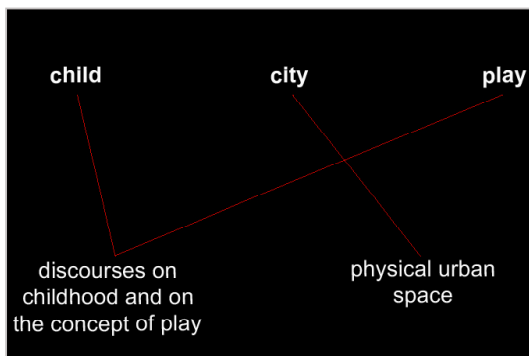 child city play
discourses on
childhood and on
the concept of play
physical urban
space